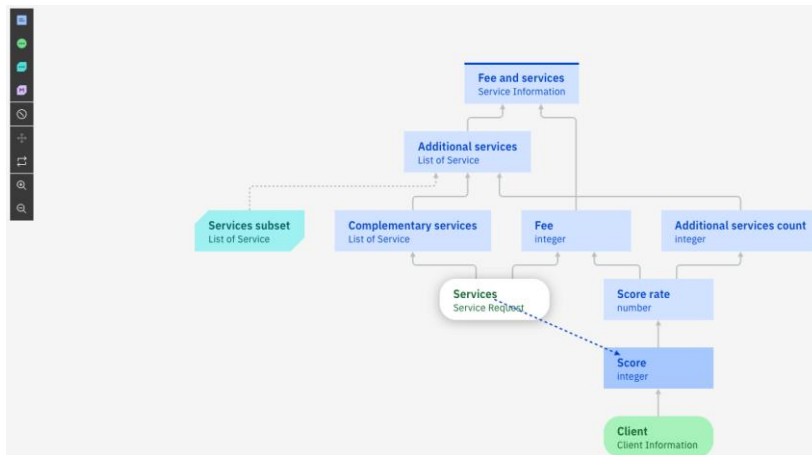 Fee and services
Service Information
Additional services
List of Service
Services subset
List of Service
Complementary services
List of Service
Fee
integer
Additional services count
integer
Services
Service Request
Score rate
number
Score
integer
Client
Client Information